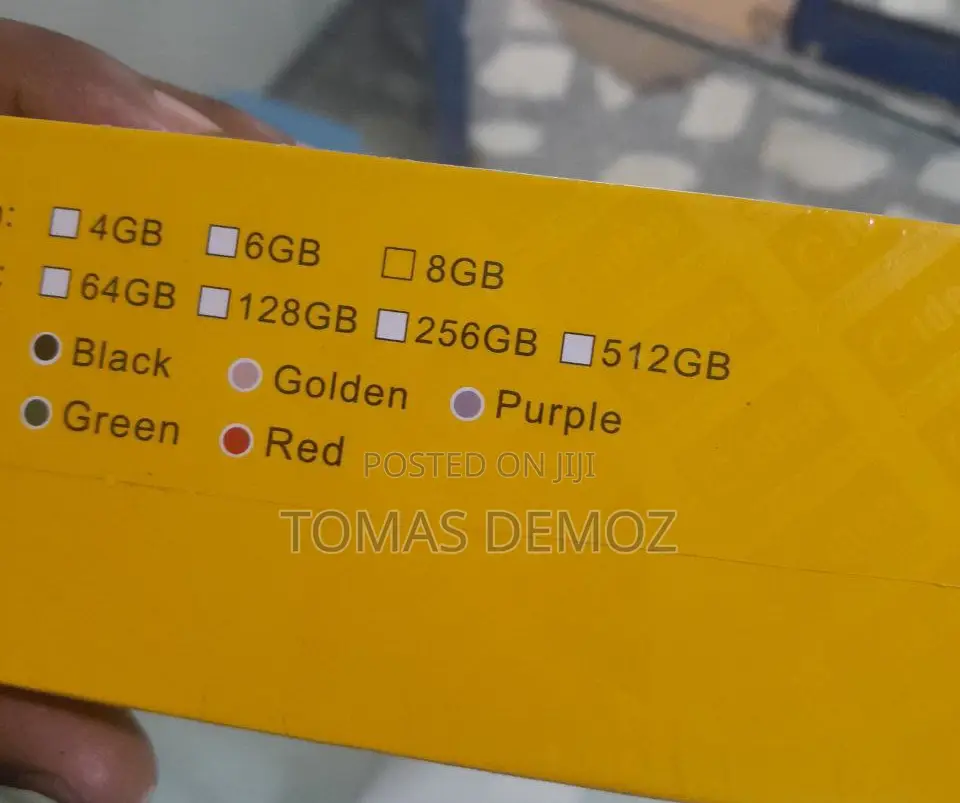 4GB 6GB 8GB
64GB 128GB 256GB 512GB
Black Golden Purple
Green Red
POSTED ON JIJI
TOMAS DEMOZ